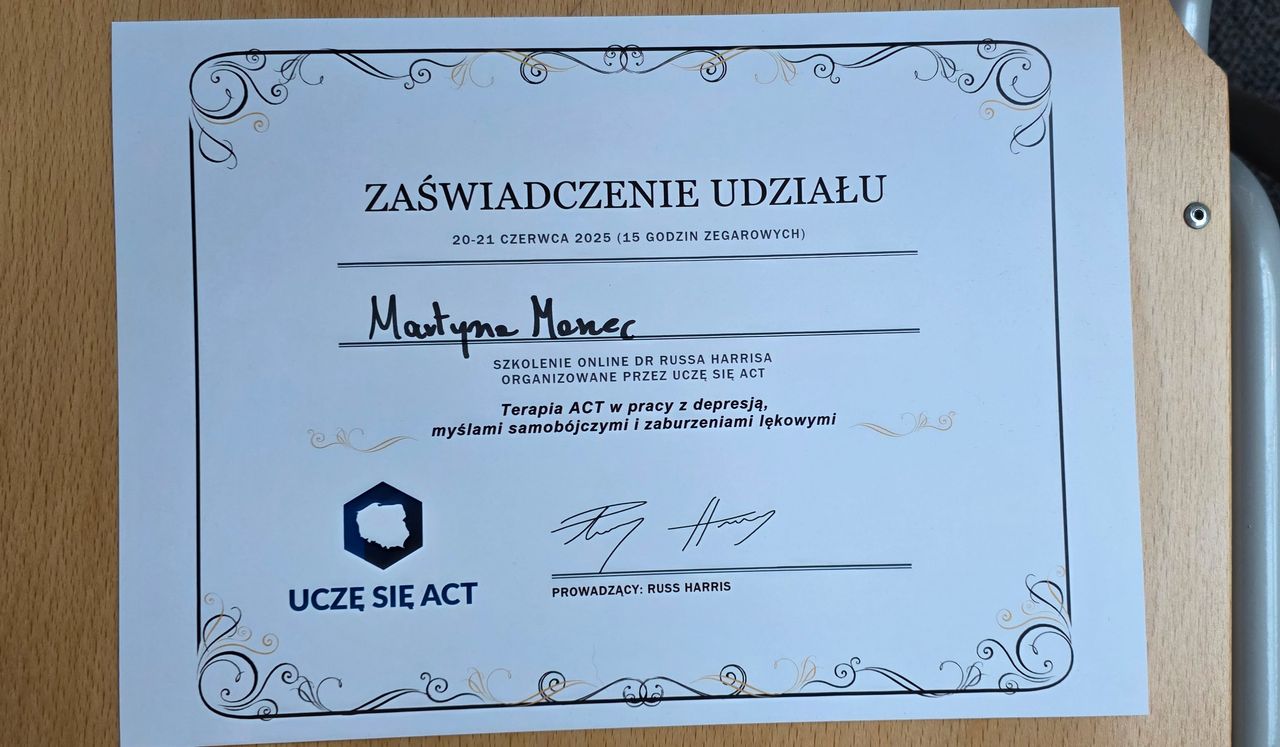 ZAŚWIADCZENIE UDZIAŁU
20-21 CZERWCA 2025 (15 GODZIN ZEGAROWYCH)
Martyna Manec
SZKOLENIE ONLINE DR RUSSA HARRISA
ORGANIZOWANE PRZEZ UCZĘ SIĘ ACT
Terapia ACT w pracy z depresją,
myślami samobójczymi i zaburzeniami lękowymi
UCZĘ SIĘ ACT
PROWADZĄCY: RUSS HARRIS